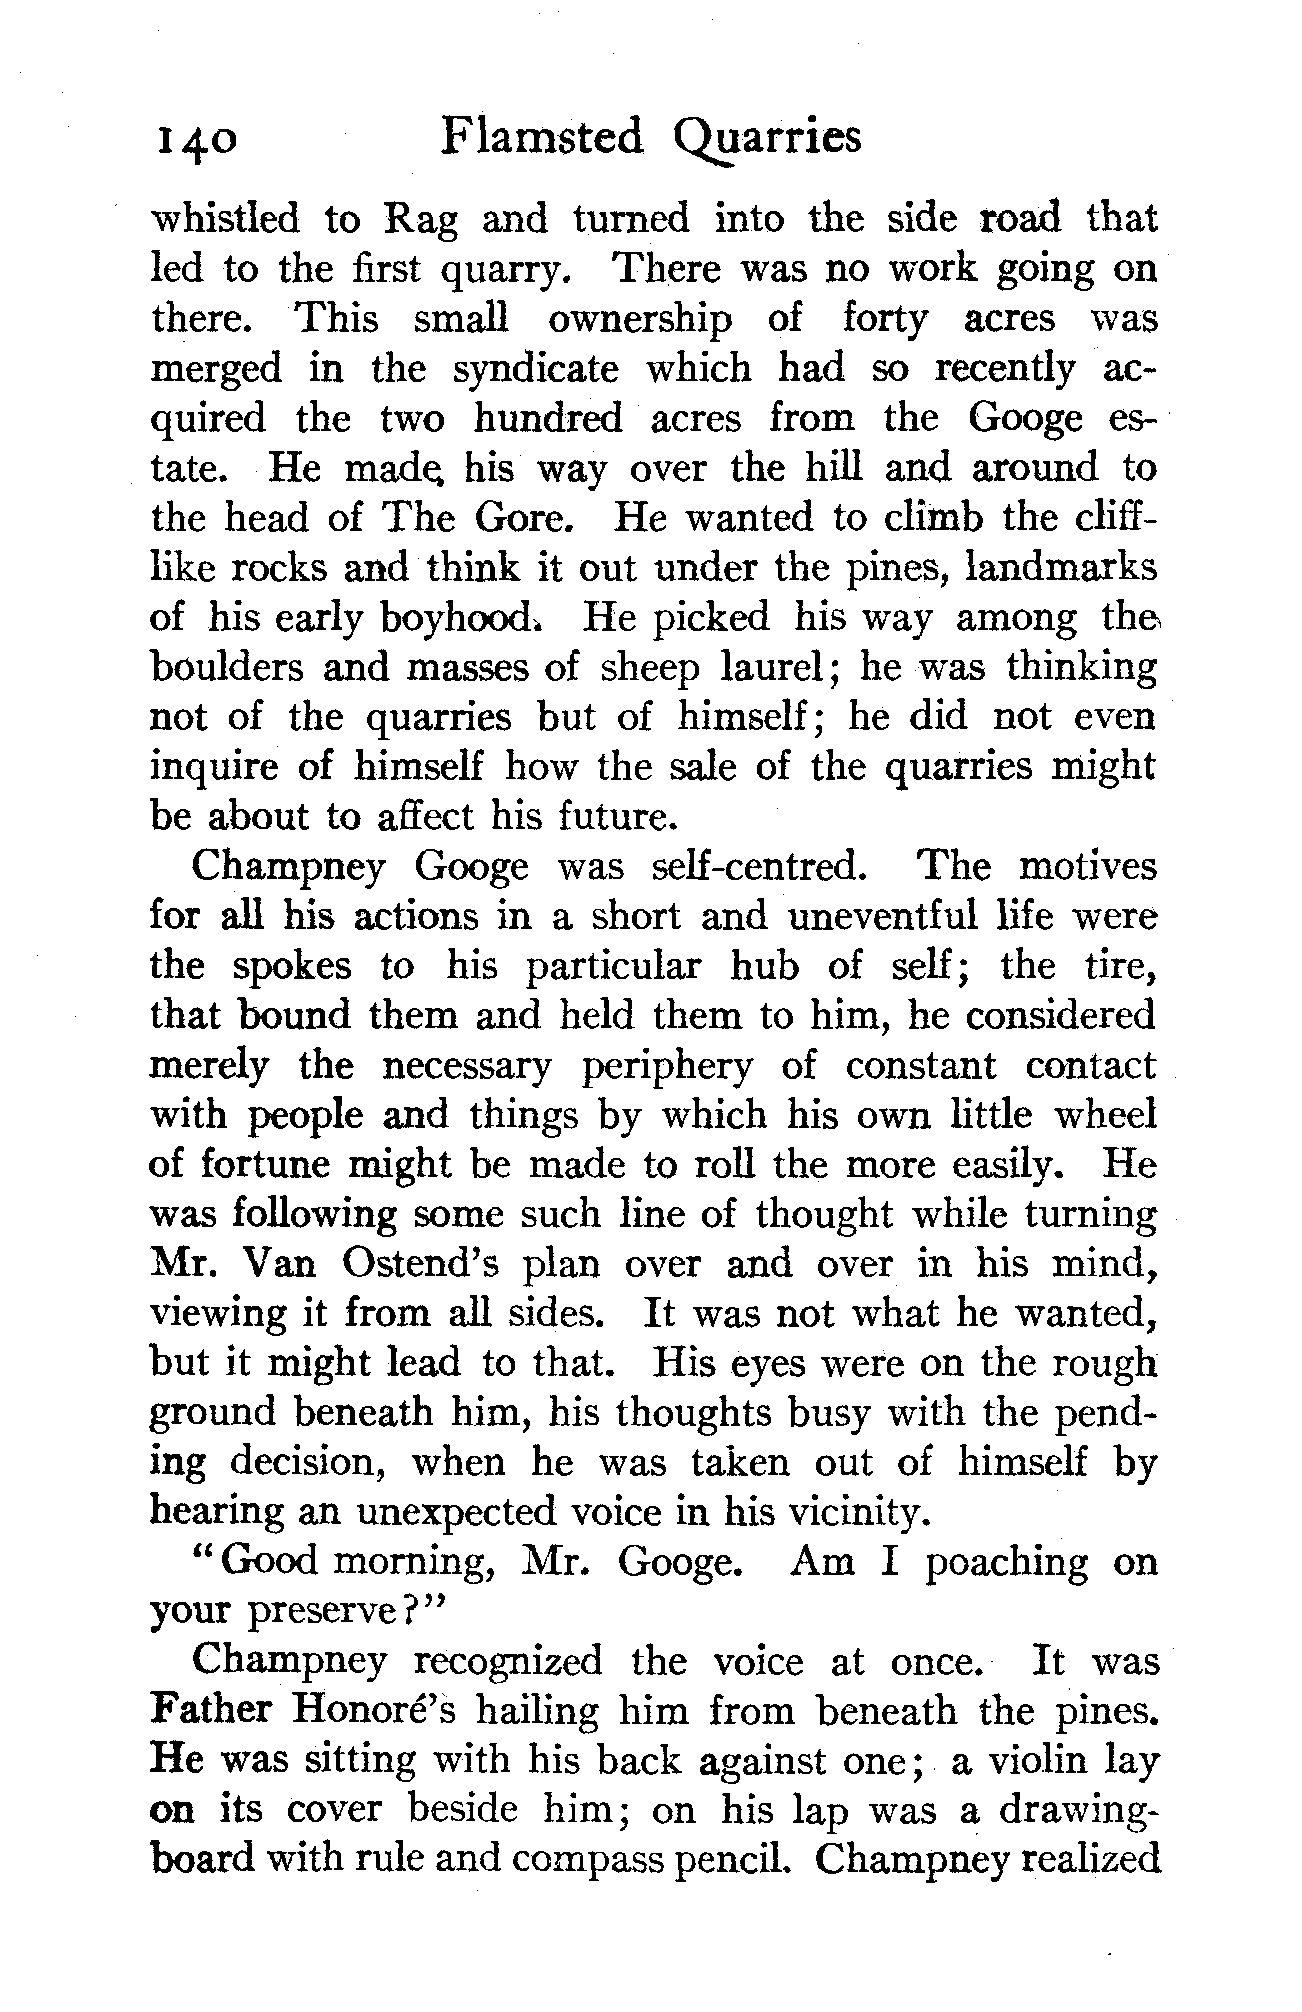 140 Flamsted Quarries
whistled to Rag and turned into the side road that
led to the first quarry. There was no work going on
there. This small ownership of forty acres was
merged in the syndicate which had so recently ac-
quired the two hundred acres from the Googe es-
tate. He made his way over the hill and around to
the head of The Gore. He wanted to climb the cliff-
like rocks and think it out under the pines, landmarks
of his early boyhood. He picked his way among the
boulders and masses of sheep laurel; he was thinking
not of the quarries but of himself; he did not even
inquire of himself how the sale of the quarries might
be about to affect his future.
Champney Googe was self-centred. The motives
for all his actions in a short and uneventful life were
the spokes to his particular hub of self; the tire,
that bound them and held them to him, he considered
merely the necessary periphery of constant contact
with people and things by which his own little wheel
of fortune might be made to roll the more easily. He
was following some such line of thought while turning
Mr. Van Ostend's plan over and over in his mind,
viewing it from all sides. It was not what he wanted,
but it might lead to that. His eyes were on the rough
ground beneath him, his thoughts busy with the pend-
ing decision, when he was taken out of himself by
hearing an unexpected voice in his vicinity.
"Good morning, Mr. Googe. Am I poaching on
your preserve?"
Champney recognized the voice at once. It was
Father Honoré's hailing him from beneath the pines.
He was sitting with his back against one; a violin lay
on its cover beside him; on his lap was a drawing-
board with rule and compass pencil. Champney realized